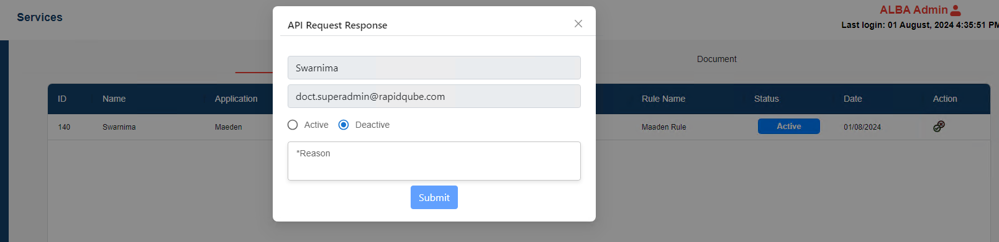 Services
ALBA Admin
Last login: 01 August, 2024 4:35:51 PM
API Request Response
Swarnima
doct.superadmin@rapidqube.com
Active Deactive
*Reason
Submit
Document
ID Name Application Rule Name Status Date Action
140 Swarnima Maeden Maaden Rule Active 01/08/2024